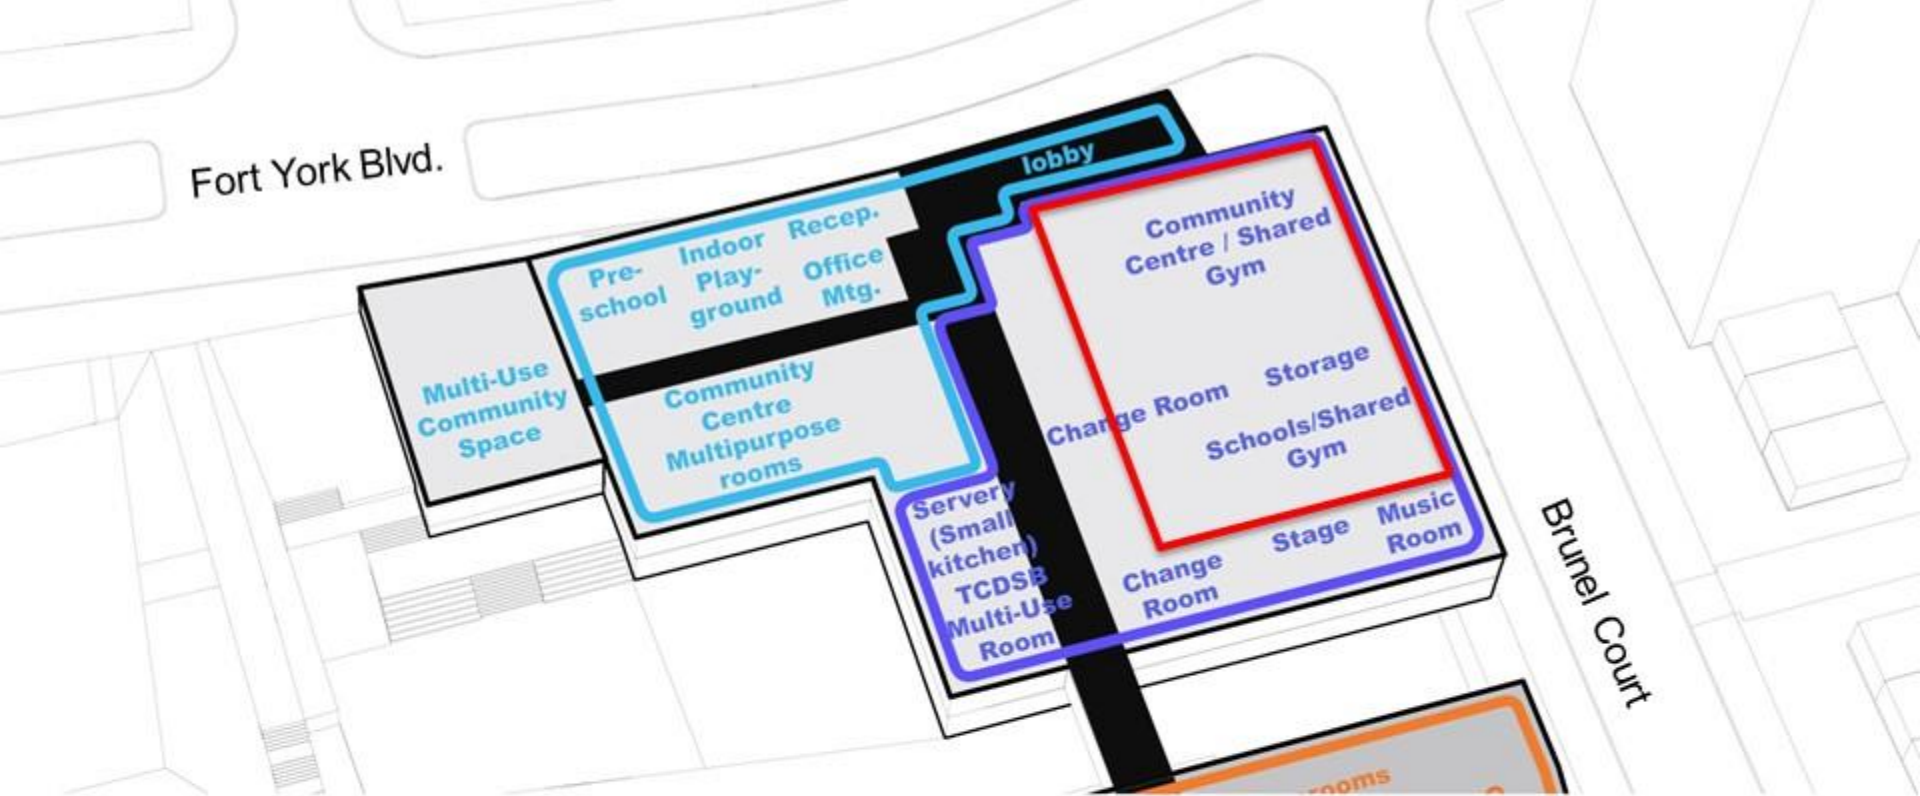 Fort York Blvd.
lobby
Pre-
school
Indoor
Play-
ground
Recep.
Office
Mtg.
Multi-Use
Community
Space
Community
Centre
Multipurpose
rooms
Community
Centre / Shared
Gym
Change Room
Storage
Schools/Shared
Gym
Servery
(Small
kitchen)
TCDSB
Multi-Use
Room
Change
Room
Stage
Music
Room
Brunel Court